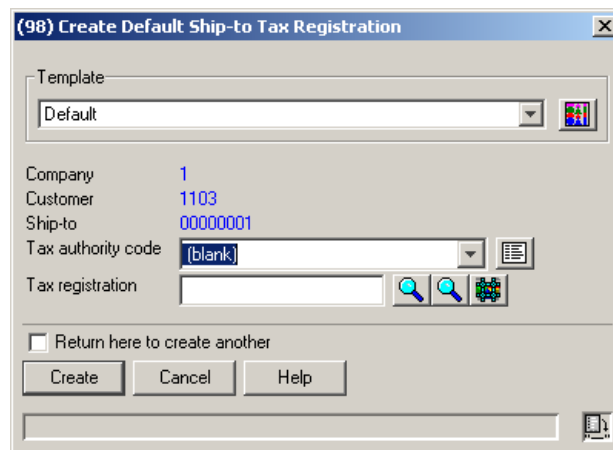 (98) Create Default Ship-to Tax Registration
Template
Default
Company 1
Customer 1103
Ship-to 00000001
Tax authority code (blank)
Tax registration
Return here to create another
Create Cancel Help